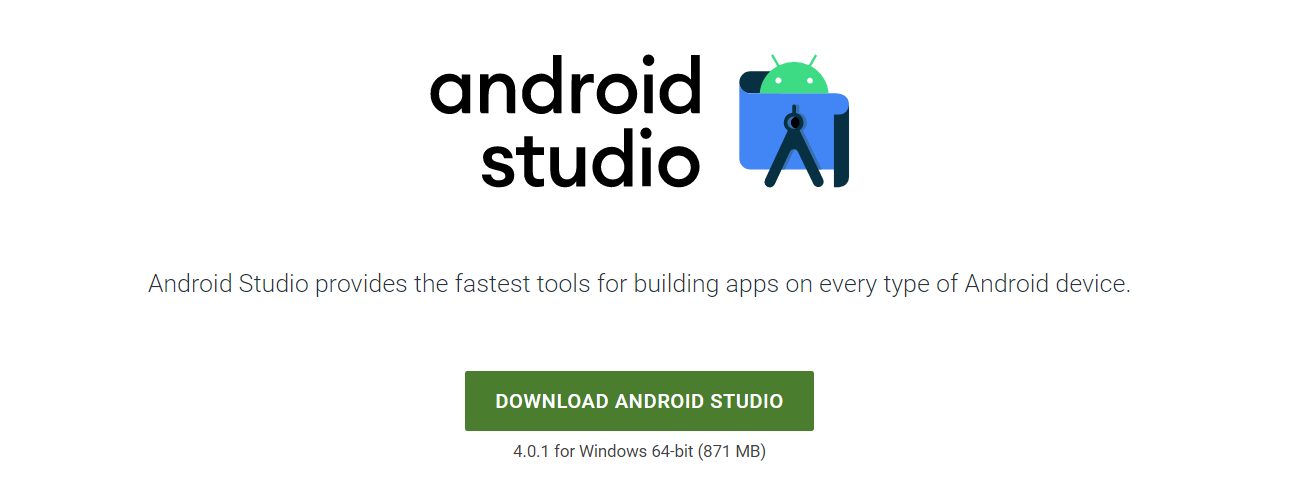 android
studio
Android Studio provides the fastest tools for building apps on every type of Android device.
DOWNLOAD ANDROID STUDIO
4.0.1 for Windows 64-bit (871 MB)